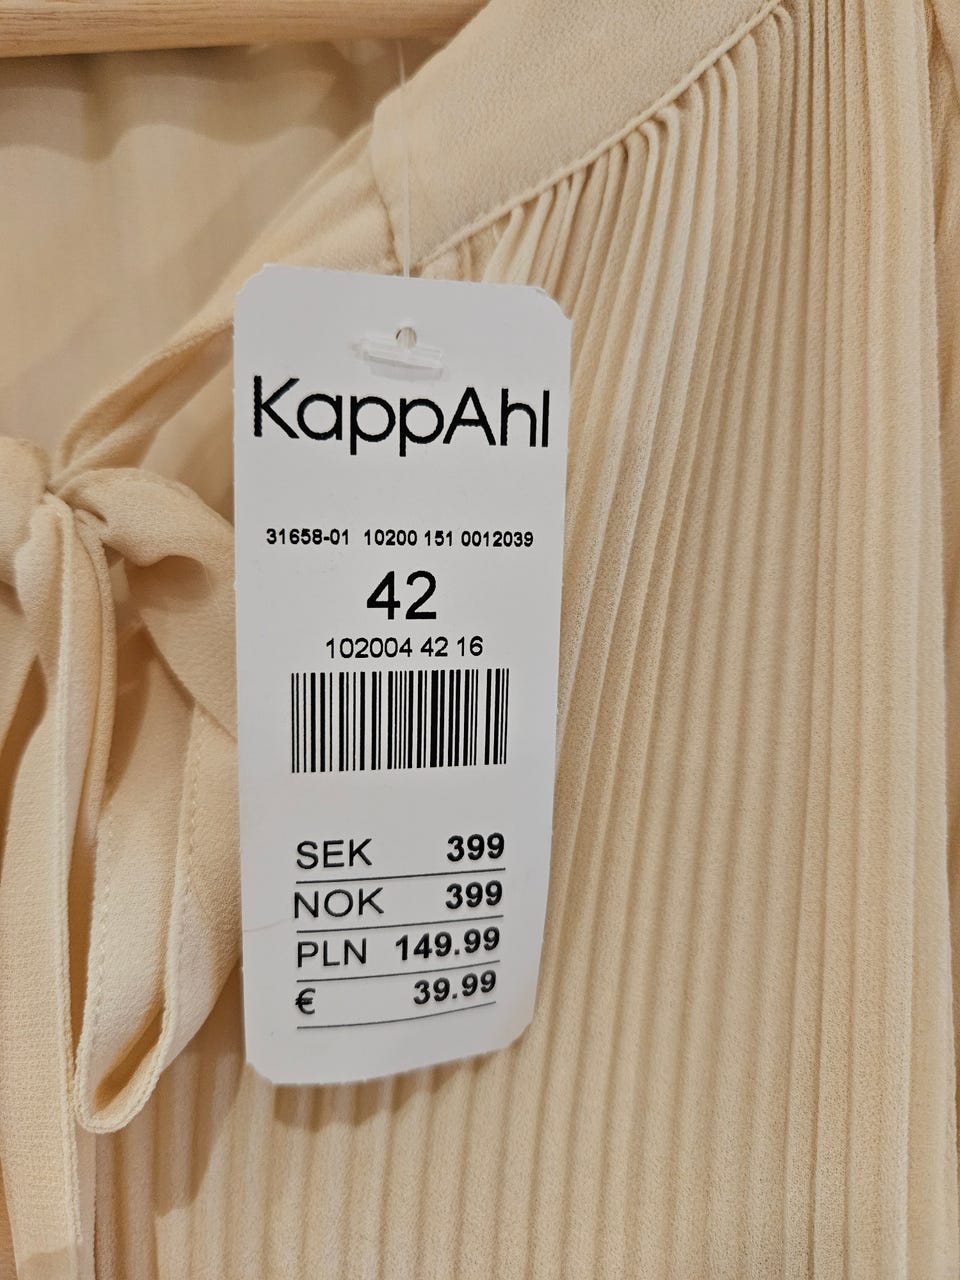 KappAhl
31658-01 10200 151 0012039
42
102004 42 16
SEK 399
NOK 399
PLN 149.99
€ 39.99